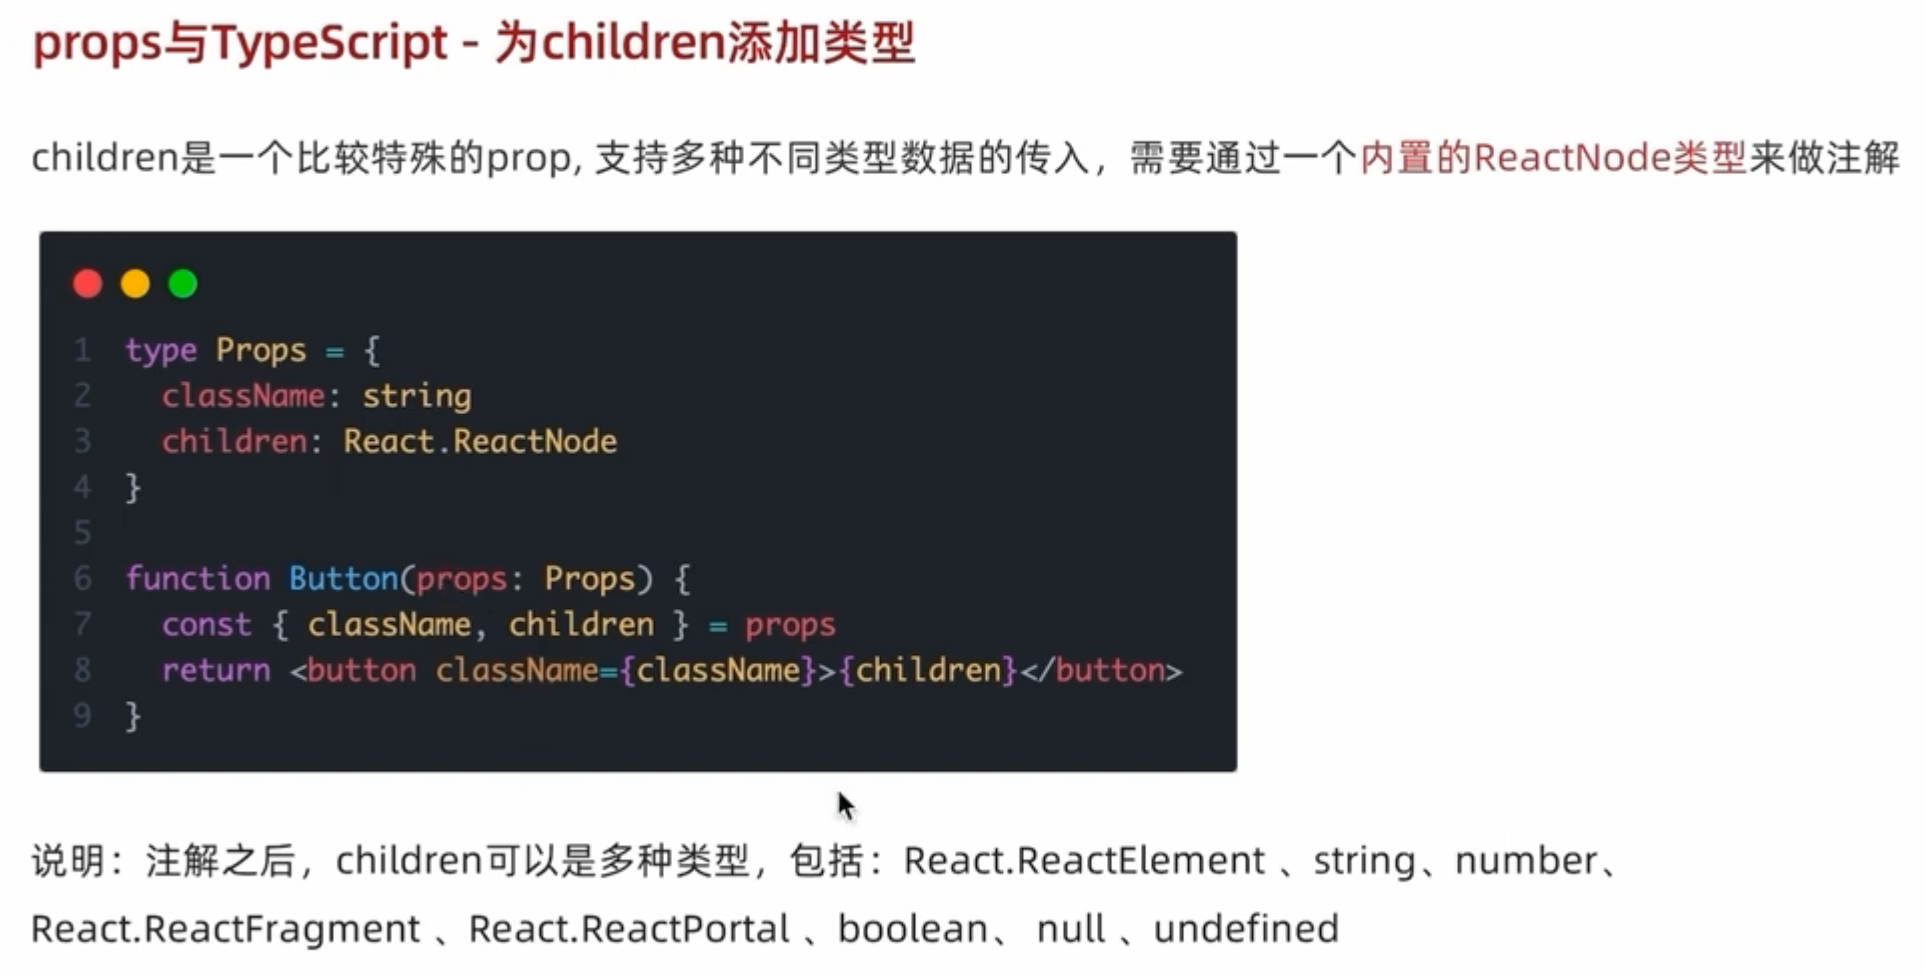 props与TypeScript - 为children添加类型
children是一个比较特殊的prop, 支持多种不同类型数据的传入，需要通过一个内置的ReactNode类型来做注解
1 type Props = {
2   className: string
3   children: React.ReactNode
4 }
5
6 function Button(props: Props) {
7   const { className, children } = props
8   return <button className={className}>{children}</button>
9 }
说明：注解之后，children可以是多种类型，包括：React.ReactElement 、string、number、
React.ReactFragment 、React.ReactPortal 、boolean、 null 、undefined